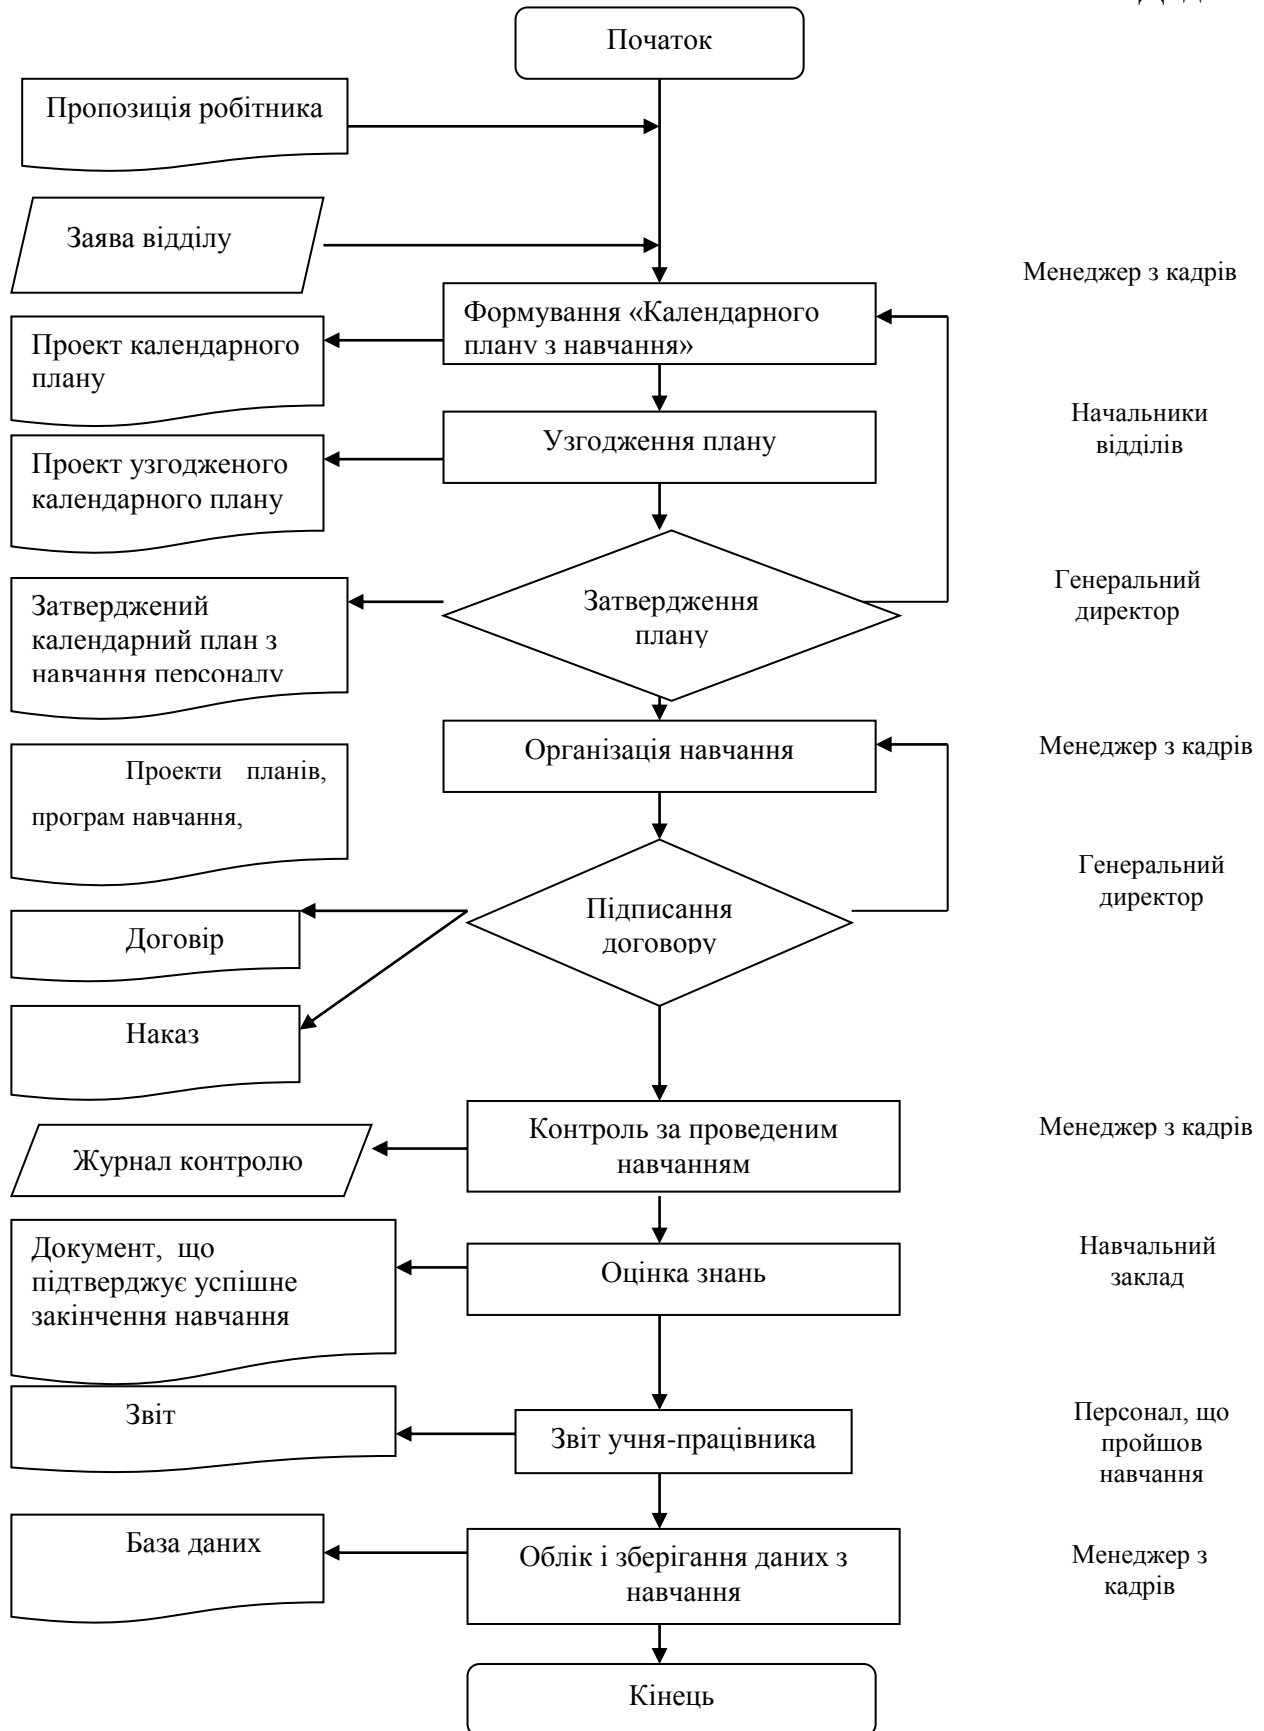 Початок
Пропозиція робітника
Заява відділу
Менеджер з кадрів
Формування «Календарного
плану з навчання»
Проект календарного
плану
Начальники
відділів
Узгодження плану
Проект узгодженого
календарного плану
Генеральний
директор
Затвердження
плану
Затверджений
календарний план з
навчання персоналу
Організація навчання
Менеджер з кадрів
Проекти планів,
програм навчання,
Генеральний
директор
Підписання
договору
Договір
Наказ
Контроль за проведеним
навчанням
Менеджер з кадрів
Журнал контролю
Документ, що
підтверджує успішне
закінчення навчання
Оцінка знань
Навчальний
заклад
Звіт
Звіт учня-працівника
Персонал, що
пройшов
навчання
База даних
Облік і зберігання даних з
навчання
Менеджер з
кадрів
Кінець